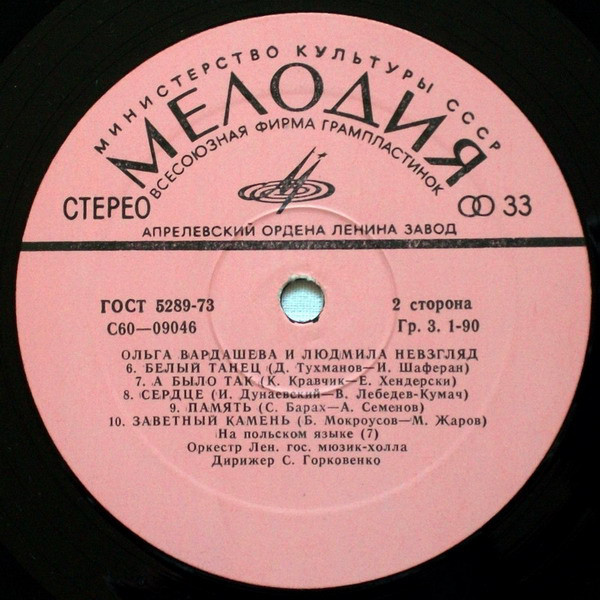 МИНИСТЕРСТВО КУЛЬТУРЫ СССР
МЕЛОДИЯ
ВСЕСОЮЗНАЯ ФИРМА ГРАМПЛАСТИНОК
СТЕРЕО
33
АПРЕЛЕВСКИЙ ОРДЕНА ЛЕНИНА ЗАВОД
ГОСТ 5289-73
2 сторона
С60—09046
Гр. 3. 1-90
ОЛЬГА ВАРДАШЕВА И ЛЮДМИЛА НЕВЗГЛЯД
6. БЕЛЫЙ ТАНЕЦ (Д. Тухманов—И. Шаферан)
7. А БЫЛО ТАК (К. Кравчик—Е. Хендерски)
8. СЕРДЦЕ (И. Дунаевский—В. Лебедев-Кумач)
9. ПАМЯТЬ (С. Барах—А. Семенов)
10. ЗАВЕТНЫЙ КАМЕНЬ (Б. Мокроусов—М. Жаров)
На польском языке (7)
Оркестр Лен. гос. мюзик-холла
Дирижер С. Горковенко